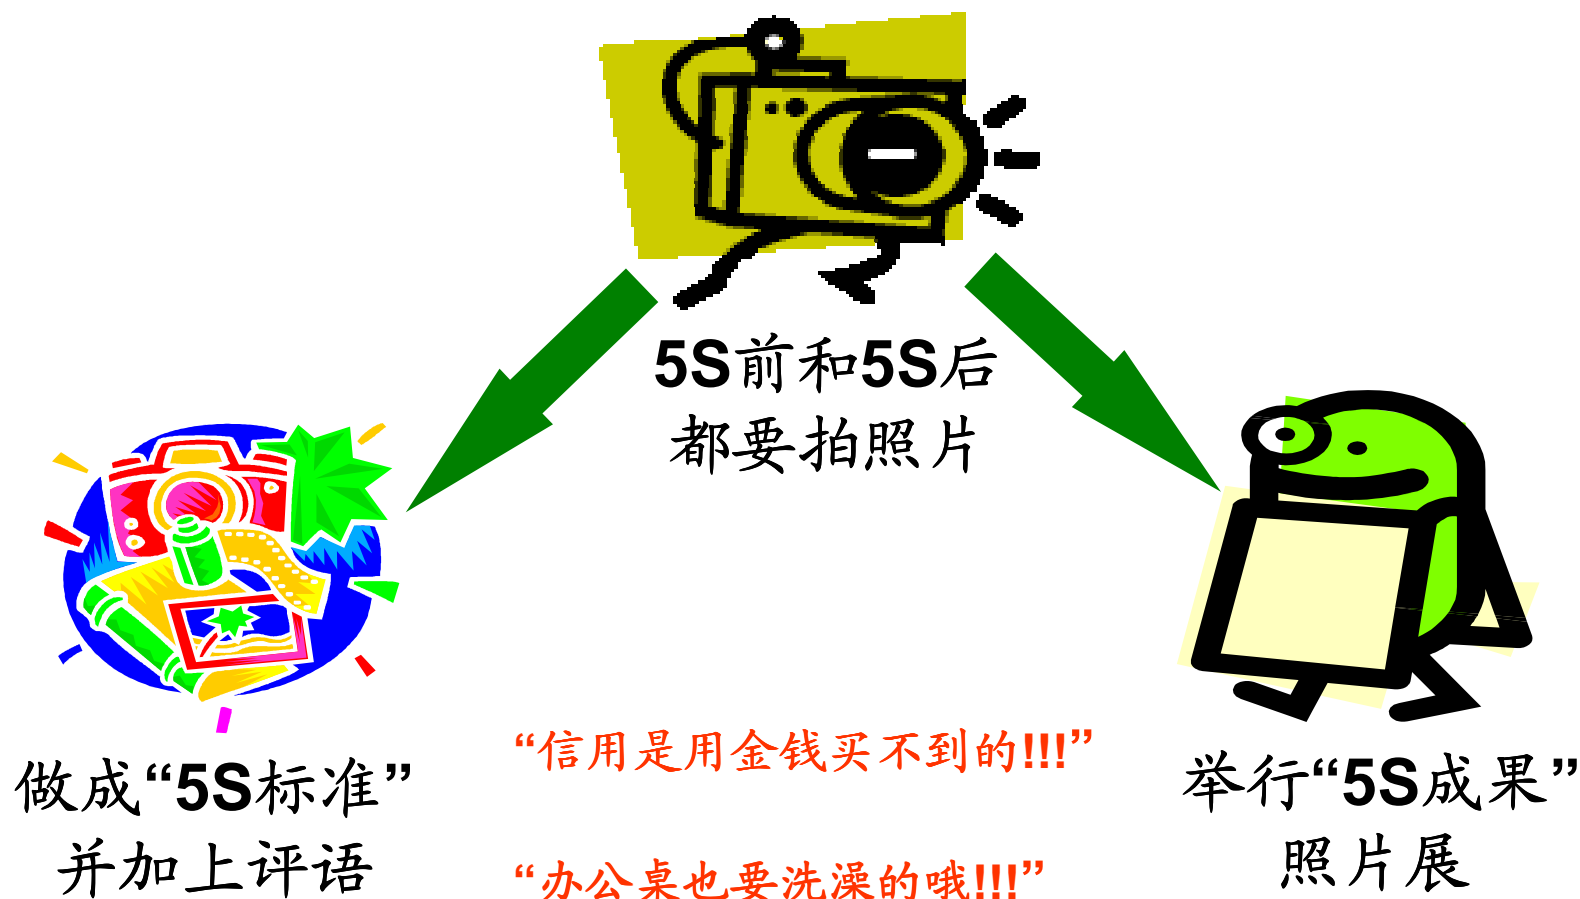 5S前和5S后
都要拍照片
做成“5S标准”
并加上评语
“信用是用金钱买不到的!!!”
“办公桌也要洗澡的哦!!!”
举行“5S成果”
照片展